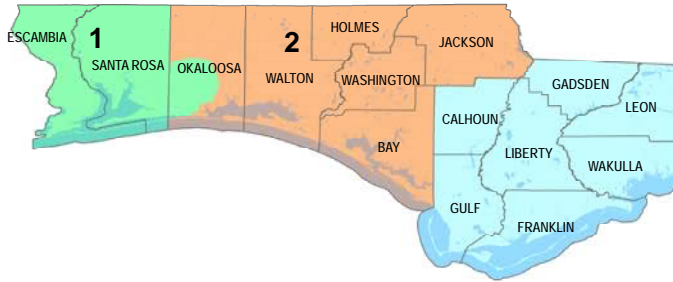 HOLMES
ESCAMBIA
1
2
JACKSON
SANTA ROSA
OKALOOSA
WALTON
WASHINGTON
GADSDEN
LEON
CALHOUN
BAY
LIBERTY
WAKULLA
GULF
FRANKLIN